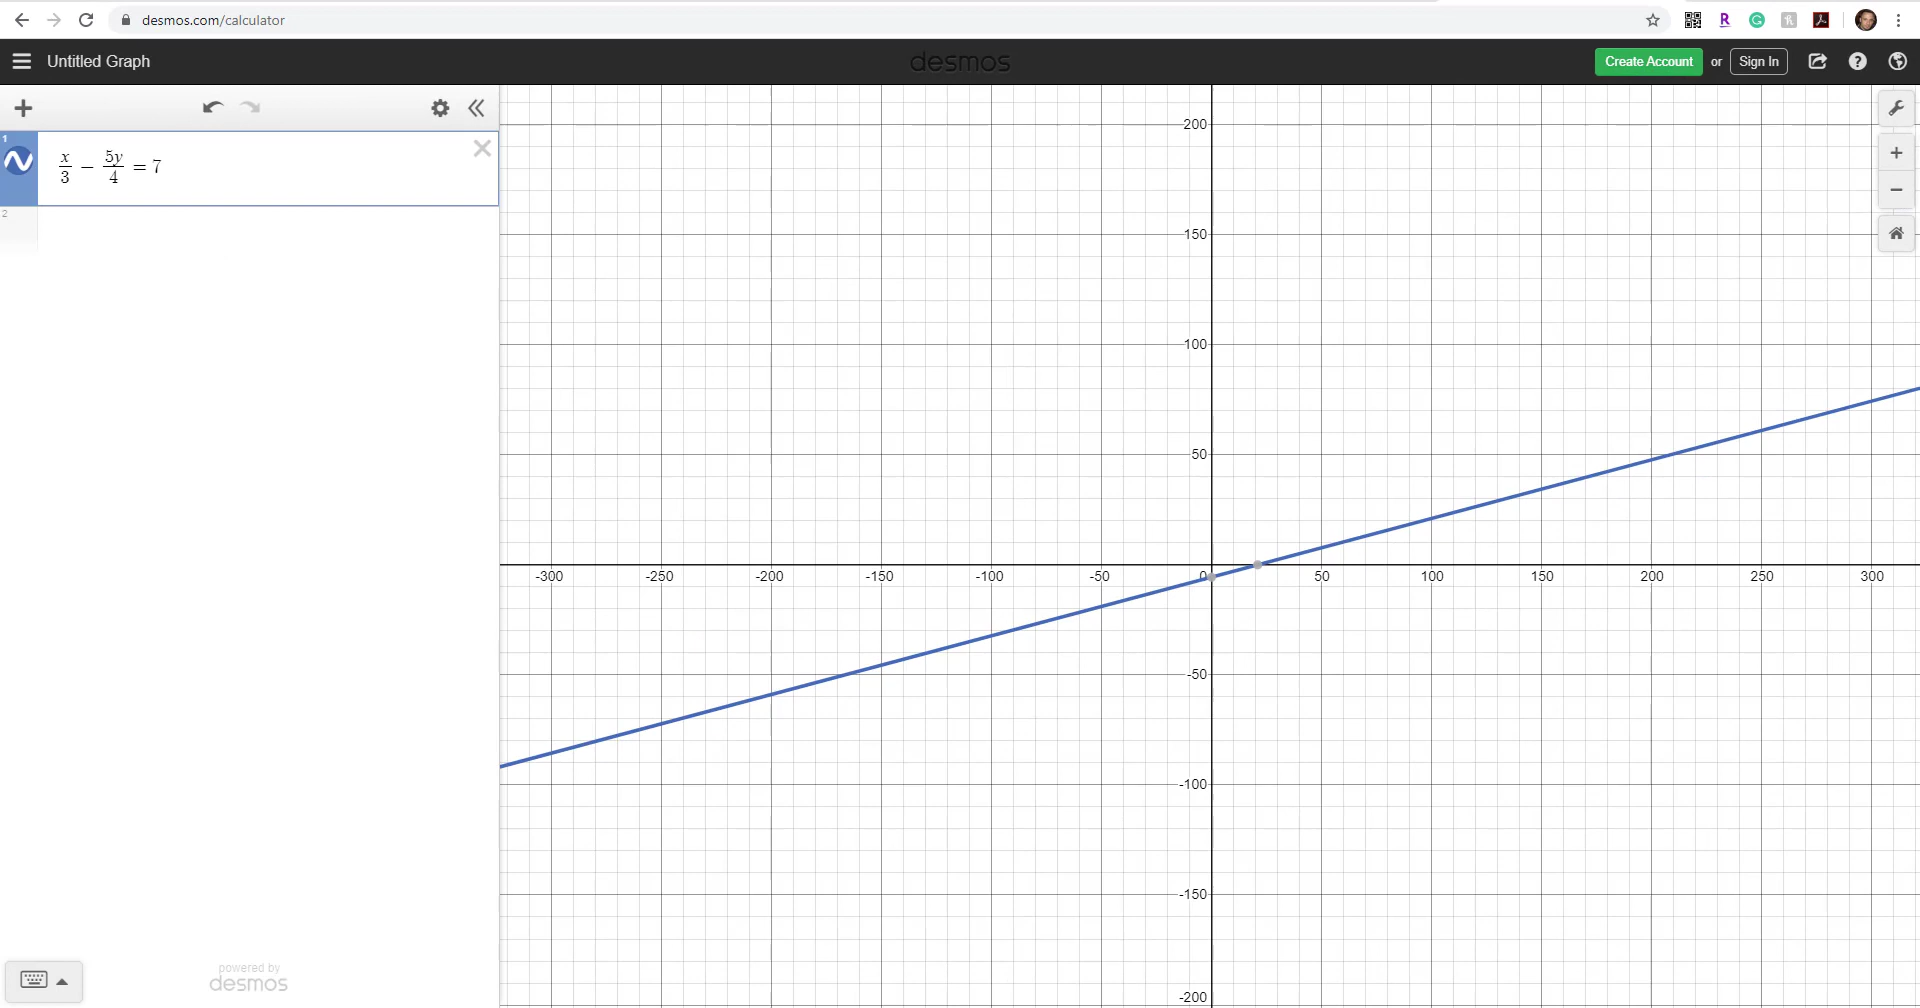 desmos.com/calculator
R
Untitled Graph
desmos
Create Account or Sign In
1
x/3 − 5y/4 = 7
2
200
150
100
50
-300 -250 -200 -150 -100 -50 0 50 100 150 200 250 300
-50
-100
-150
-200
powered by
desmos